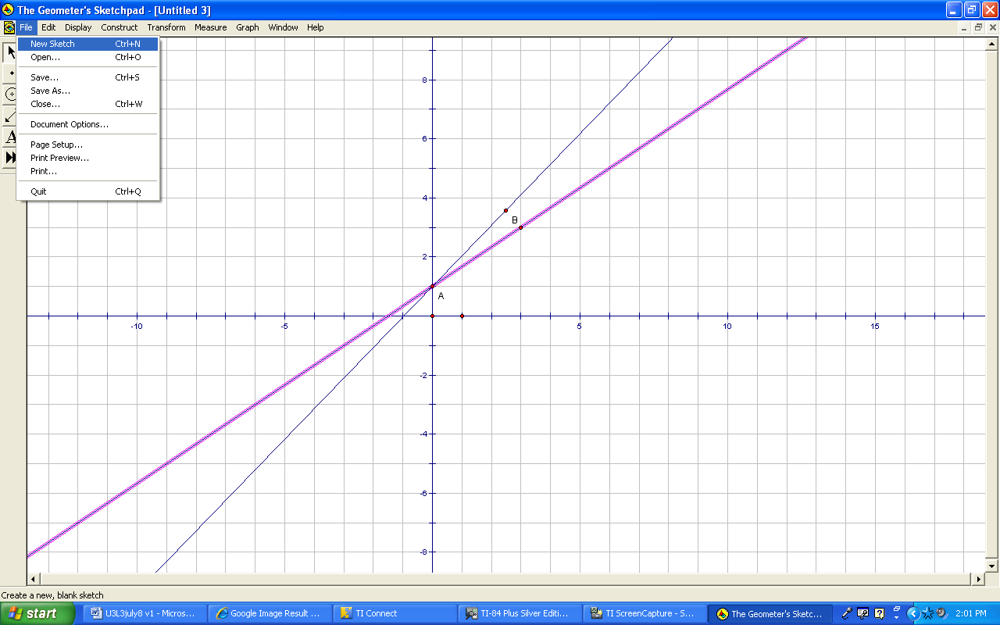 The Geometer's Sketchpad - [Untitled 3]
File Edit Display Construct Transform Measure Graph Window Help
New Sketch Ctrl+N
Open... Ctrl+O
Save... Ctrl+S
Save As...
Close... Ctrl+W
Document Options...
Page Setup...
Print Preview...
Print...
Quit Ctrl+Q
A
8
6
4
B
2
A
-10 -5 5 10 15
-2
-4
-6
-8
Create a new, blank sketch
start U3L3july8 v1 - Micros... Google Image Result ... TI Connect TI-84 Plus Silver Editi... TI ScreenCapture - S... The Geometer's Sketc... 2:01 PM